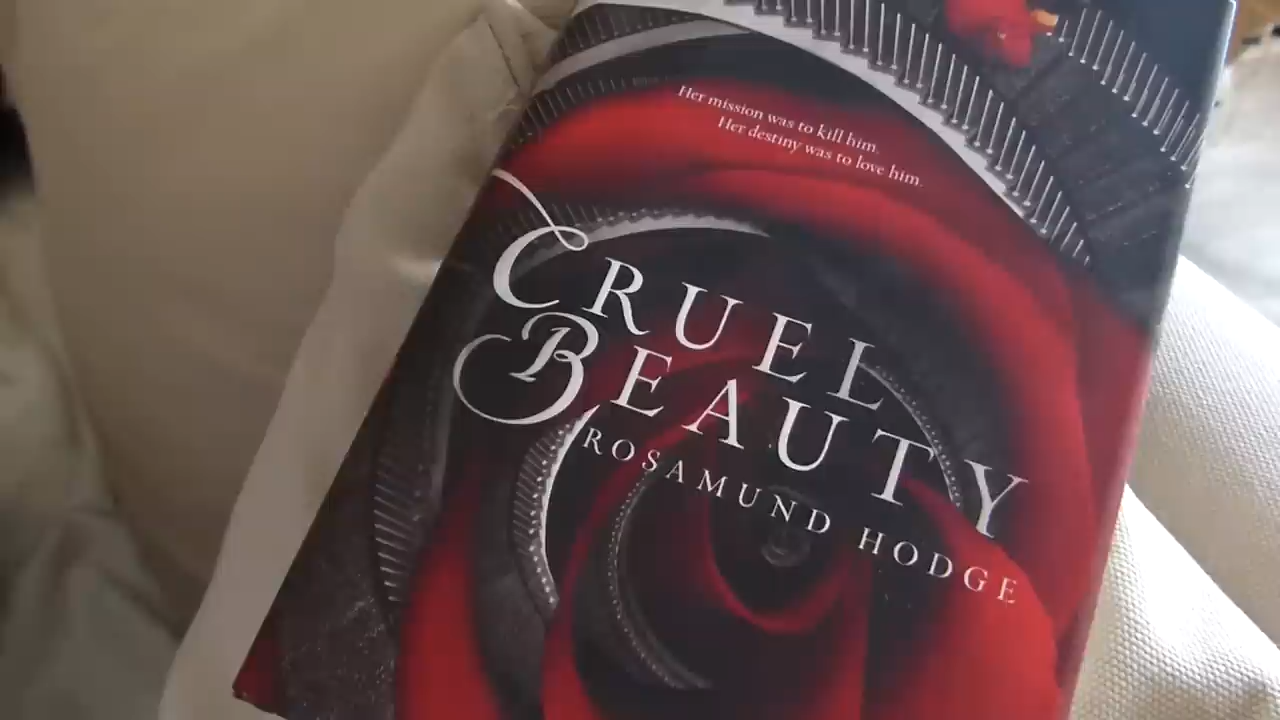 Her mission was to kill him.
Her destiny was to love him.
CRUEL
BEAUTY
ROSAMUND HODGE